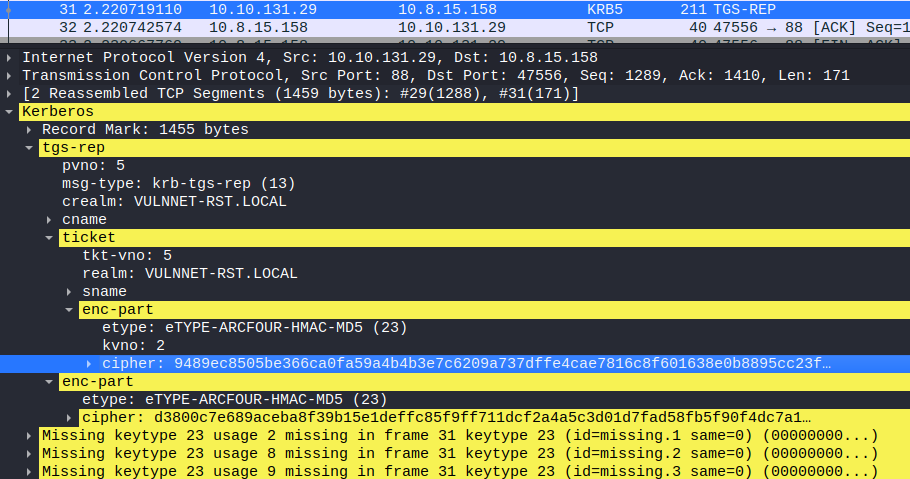 31 2.220719110 10.10.131.29 10.8.15.158 KRB5 211 TGS-REP
32 2.220742574 10.8.15.158 10.10.131.29 TCP 40 47556 → 88 [ACK] Seq=1
Internet Protocol Version 4, Src: 10.10.131.29, Dst: 10.8.15.158
Transmission Control Protocol, Src Port: 88, Dst Port: 47556, Seq: 1289, Ack: 1410, Len: 171
[2 Reassembled TCP Segments (1459 bytes): #29(1288), #31(171)]
Kerberos
Record Mark: 1455 bytes
tgs-rep
pvno: 5
msg-type: krb-tgs-rep (13)
crealm: VULNNET-RST.LOCAL
cname
ticket
tkt-vno: 5
realm: VULNNET-RST.LOCAL
sname
enc-part
etype: eTYPE-ARCFOUR-HMAC-MD5 (23)
kvno: 2
cipher: 9489ec8505be366ca0fa59a4b4b3e7c6209a737dffe4cae7816c8f601638e0b8895cc23f…
enc-part
etype: eTYPE-ARCFOUR-HMAC-MD5 (23)
cipher: d3800c7e689aceba8f39b15e1deffc85f9ff711dcf2a4a5c3d01d7fad58fb5f90f4dc7a1…
Missing keytype 23 usage 2 missing in frame 31 keytype 23 (id=missing.1 same=0) (00000000...)
Missing keytype 23 usage 8 missing in frame 31 keytype 23 (id=missing.2 same=0) (00000000...)
Missing keytype 23 usage 9 missing in frame 31 keytype 23 (id=missing.3 same=0) (00000000...)